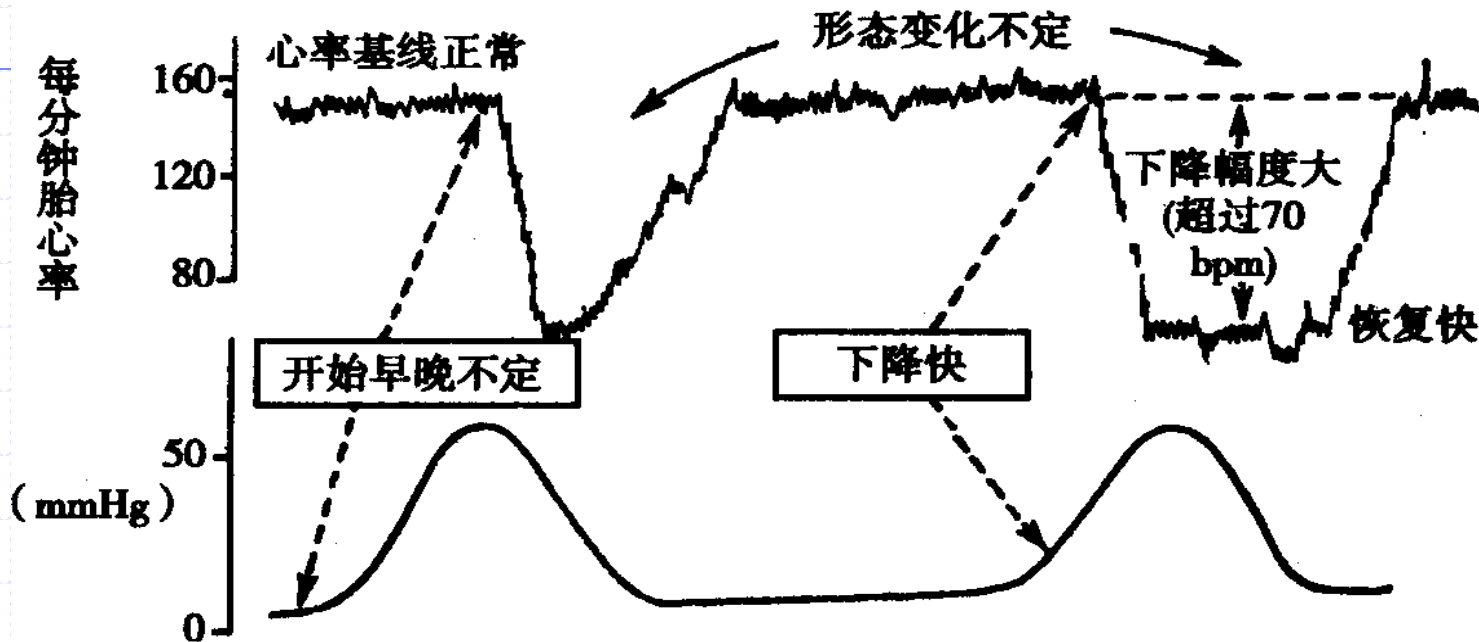 形态变化不定
心率基线正常
每分钟胎心率
160
120
80
下降幅度大
(超过70
bpm)
恢复快
开始早晚不定
下降快
50
(mmHg)
0